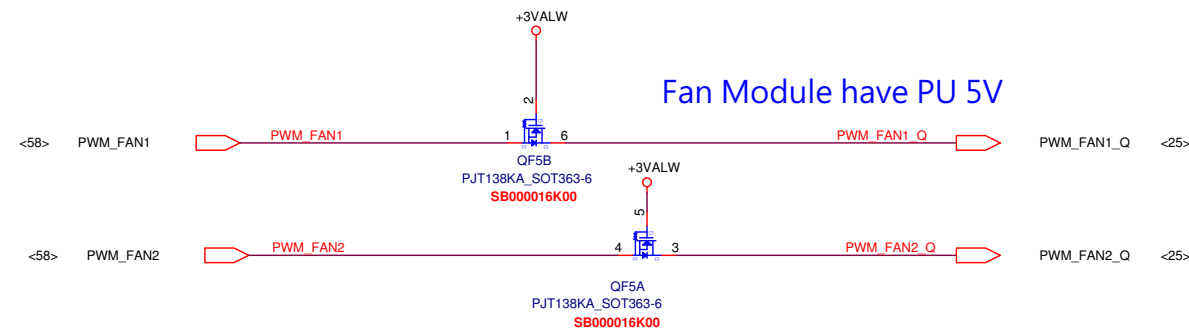 +3VALW
Fan Module have PU 5V
2
<58> PWM_FAN1 PWM_FAN1 1 6 PWM_FAN1_Q PWM_FAN1_Q <25>
QF5B
PJT138KA_SOT363-6
SB000016K00
+3VALW
5
<58> PWM_FAN2 PWM_FAN2 4 3 PWM_FAN2_Q PWM_FAN2_Q <25>
QF5A
PJT138KA_SOT363-6
SB000016K00